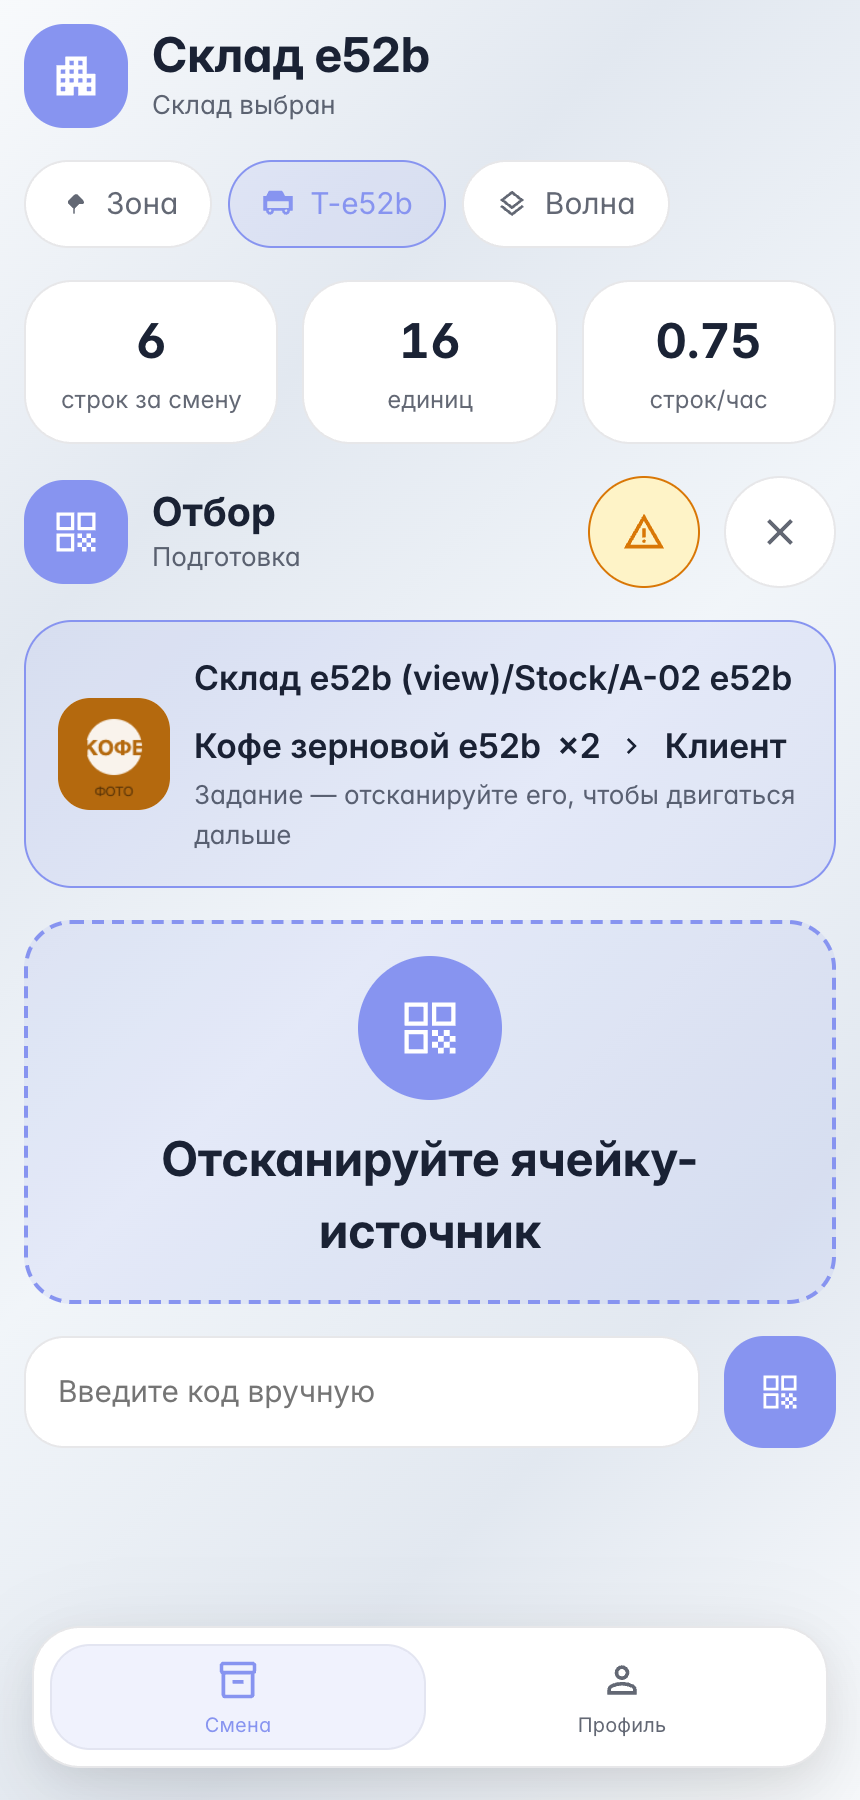 Склад e52b
Склад выбран
Зона
T-e52b
Волна
6
строк за смену
16
единиц
0.75
строк/час
Отбор
Подготовка
Склад e52b (view)/Stock/A-02 e52b
КОФЕ
ФОТО
Кофе зерновой e52b ×2 › Клиент
Задание — отсканируйте его, чтобы двигаться
дальше
Отсканируйте ячейку-
источник
Введите код вручную
Смена
Профиль